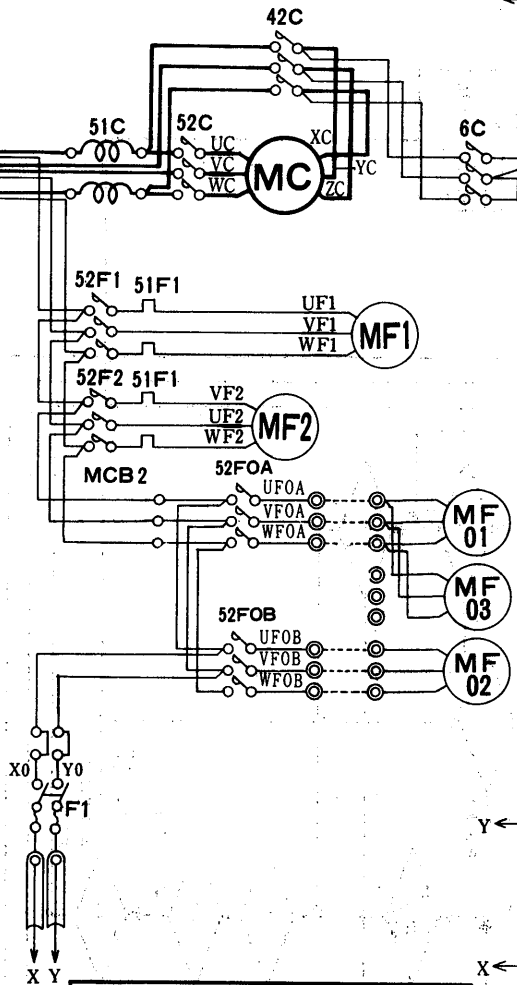 42C
51C
52C
UC
VC
WC
MC
XC
YC
ZC
6C
52F1
51F1
UF1
VF1
WF1
MF1
52F2
51F1
VF2
UF2
WF2
MF2
MCB2
52FOA
UFOA
VFOA
WFOA
MF
01
MF
03
52FOB
UFOB
VFOB
WFOB
MF
02
X0
Y0
F1
Y
X
X Y